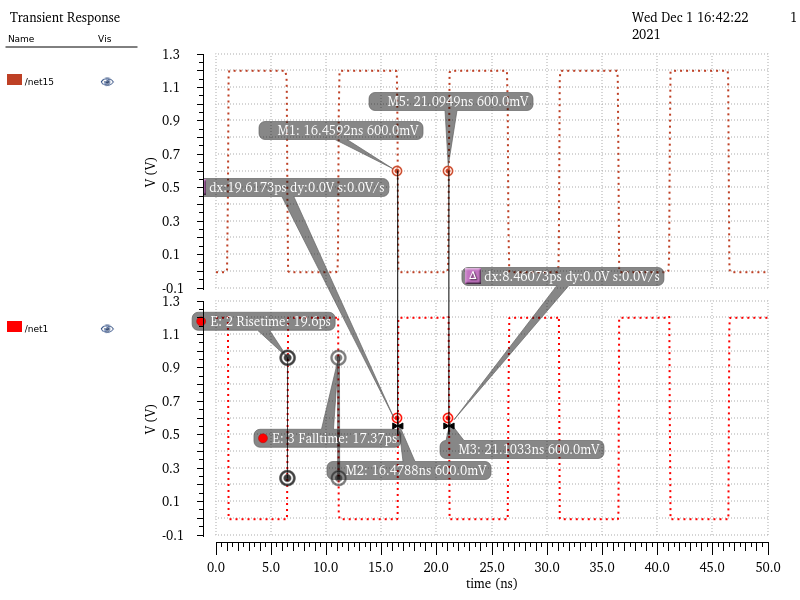 Transient Response
Wed Dec 1 16:42:22 2021
1
Name
Vis
/net15
1.3
1.1
0.9
0.7
0.5
0.3
0.1
-0.1
V (V)
M5: 21.0949ns 600.0mV
M1: 16.4592ns 600.0mV
dx:19.6173ps dy:0.0V s:0.0V/s
Δ dx:8.46073ps dy:0.0V s:0.0V/s
/net1
1.3
1.1
0.9
0.7
0.5
0.3
0.1
-0.1
V (V)
E: 2 Risetime: 19.6ps
E: 3 Falltime: 17.37ps
M3: 21.1033ns 600.0mV
M2: 16.4788ns 600.0mV
0.0 5.0 10.0 15.0 20.0 25.0 30.0 35.0 40.0 45.0 50.0
time (ns)